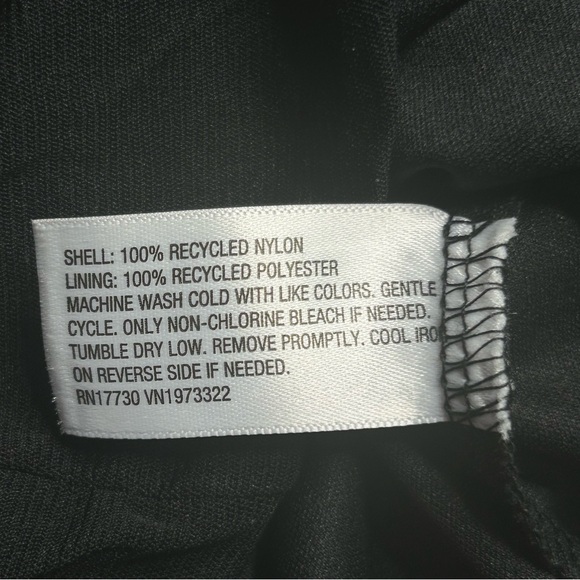 SHELL: 100% RECYCLED NYLON
LINING: 100% RECYCLED POLYESTER
MACHINE WASH COLD WITH LIKE COLORS. GENTLE
CYCLE. ONLY NON-CHLORINE BLEACH IF NEEDED.
TUMBLE DRY LOW. REMOVE PROMPTLY. COOL IRO
ON REVERSE SIDE IF NEEDED.
RN17730 VN1973322